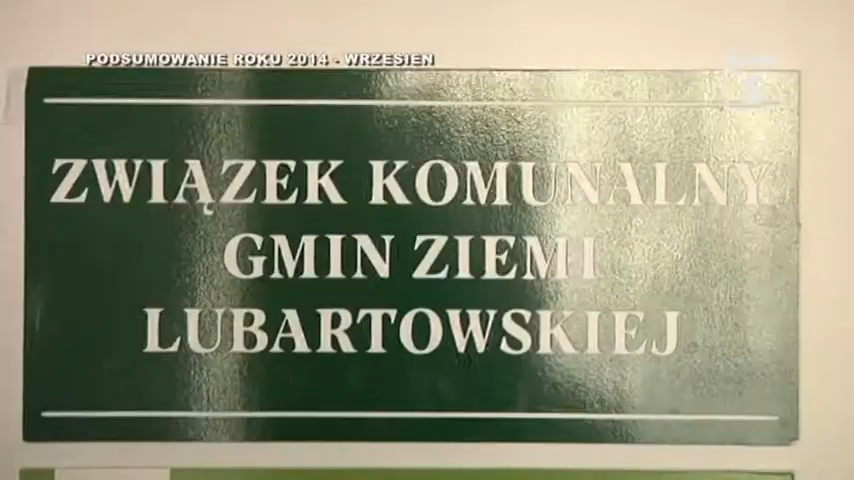 PODSUMOWANIE ROKU 2014 - WRZESIEŃ
ZWIĄZEK KOMUNALNY
GMIN ZIEMI
LUBARTOWSKIEJ